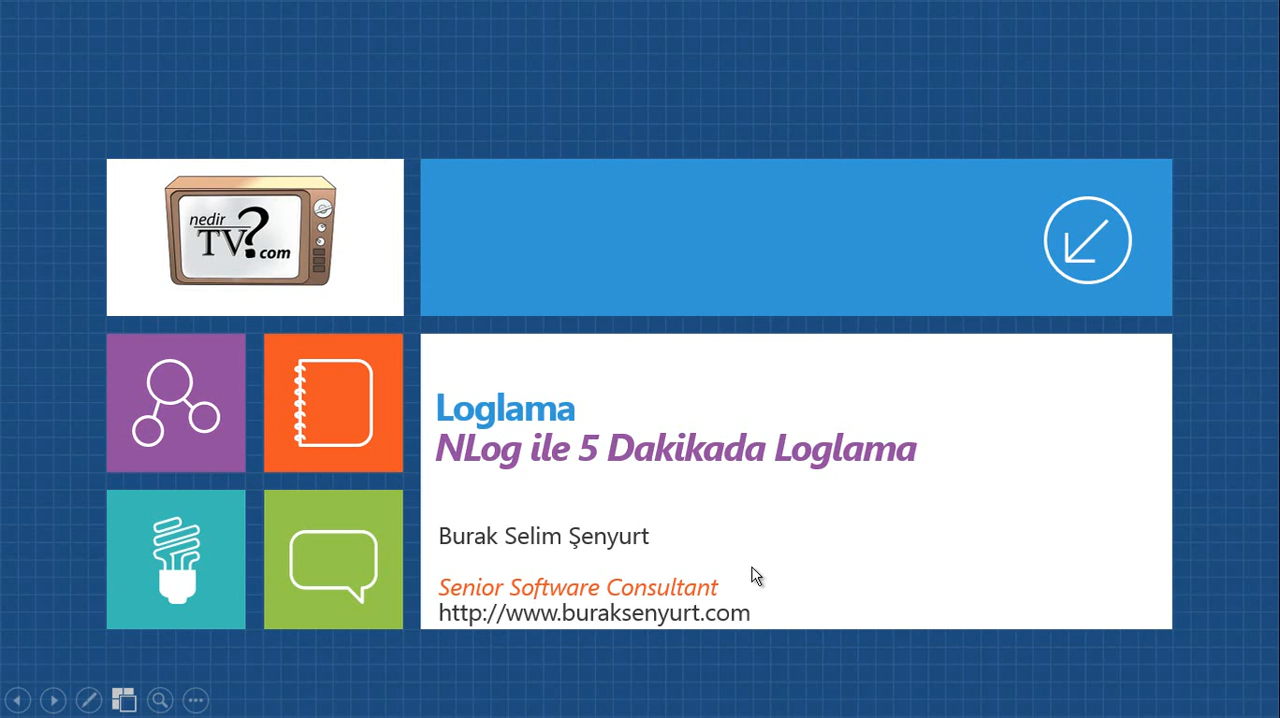 nedir
TV?.com
Loglama
NLog ile 5 Dakikada Loglama
Burak Selim Şenyurt
Senior Software Consultant
http://www.buraksenyurt.com